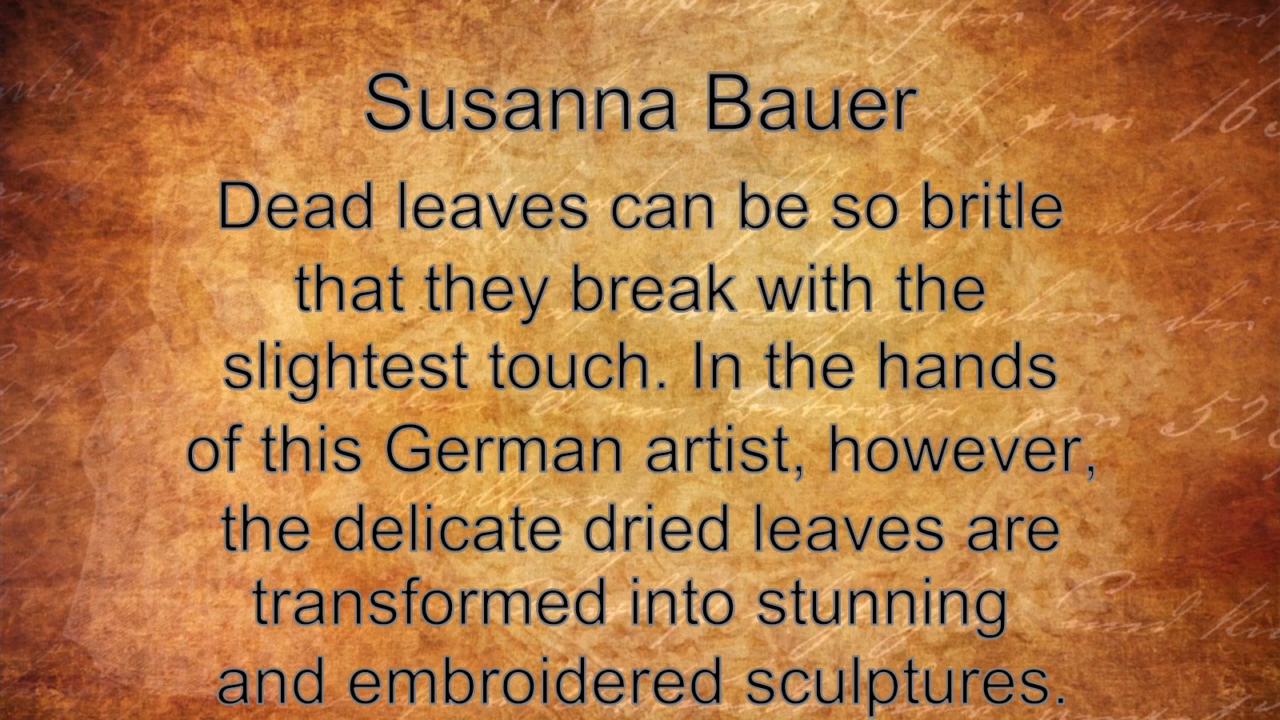 Susanna Bauer
Dead leaves can be so britle
that they break with the
slightest touch. In the hands
of this German artist, however,
the delicate dried leaves are
transformed into stunning
and embroidered sculptures.